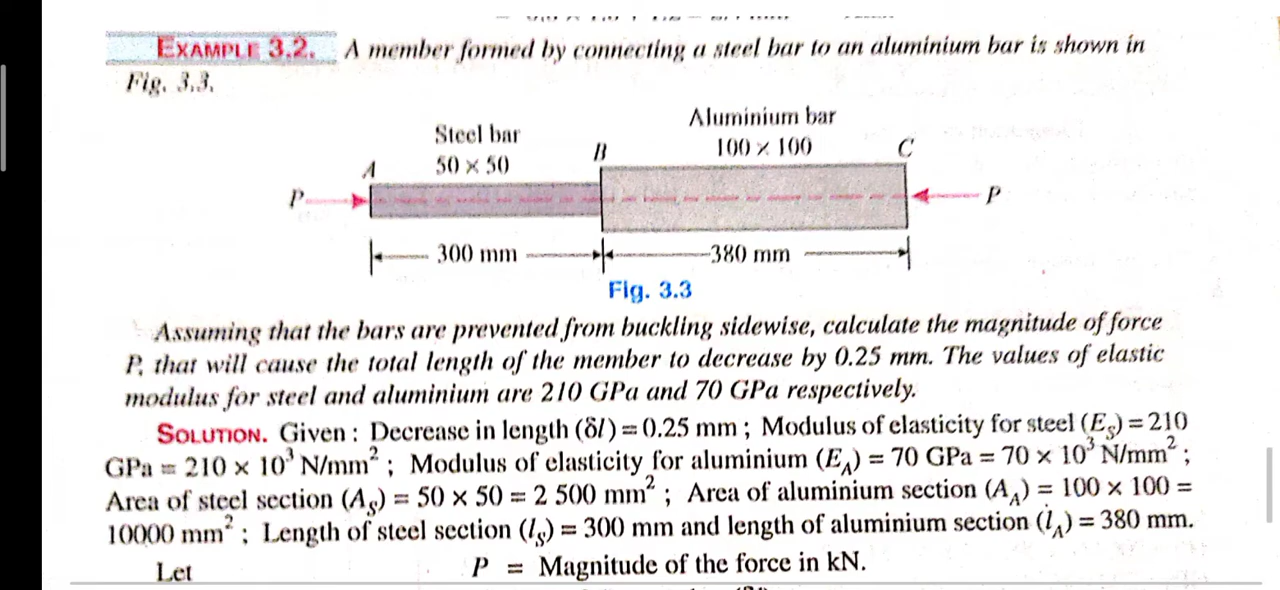 EXAMPLE 3.2. A member formed by connecting a steel bar to an aluminium bar is shown in
Fig. 3.3.
Aluminium bar
Steel bar
100 × 100
50 × 50
A
B
C
P
P
300 mm
380 mm
Fig. 3.3
Assuming that the bars are prevented from buckling sidewise, calculate the magnitude of force
P, that will cause the total length of the member to decrease by 0.25 mm. The values of elastic
modulus for steel and aluminium are 210 GPa and 70 GPa respectively.
SOLUTION. Given : Decrease in length (δl) = 0.25 mm ; Modulus of elasticity for steel (E_S) = 210
GPa = 210 × 10³ N/mm² ; Modulus of elasticity for aluminium (E_A) = 70 GPa = 70 × 10³ N/mm² ;
Area of steel section (A_S) = 50 × 50 = 2 500 mm² ; Area of aluminium section (A_A) = 100 × 100 =
10000 mm² ; Length of steel section (l_S) = 300 mm and length of aluminium section (l_A) = 380 mm.
Let P = Magnitude of the force in kN.